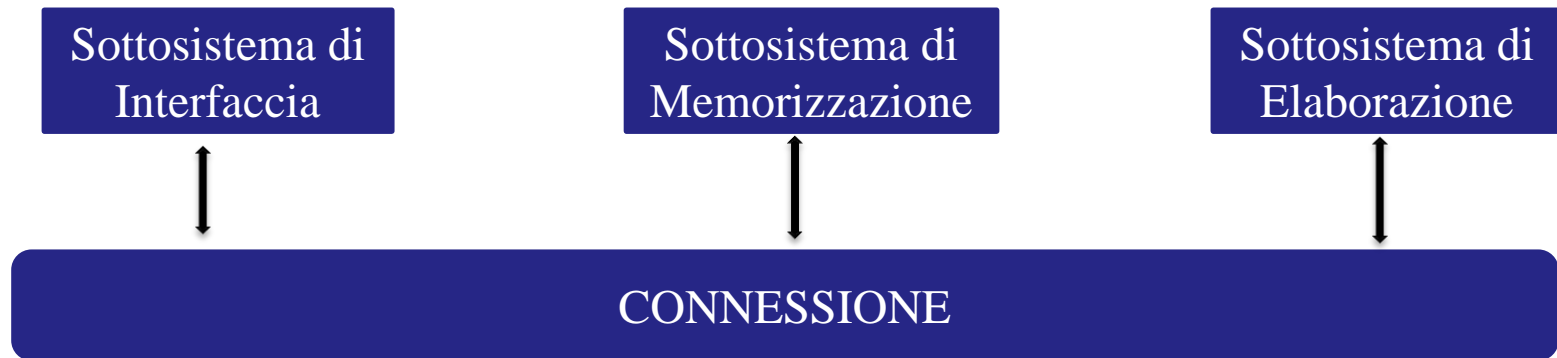 Sottosistema di
Interfaccia
Sottosistema di
Memorizzazione
Sottosistema di
Elaborazione
CONNESSIONE